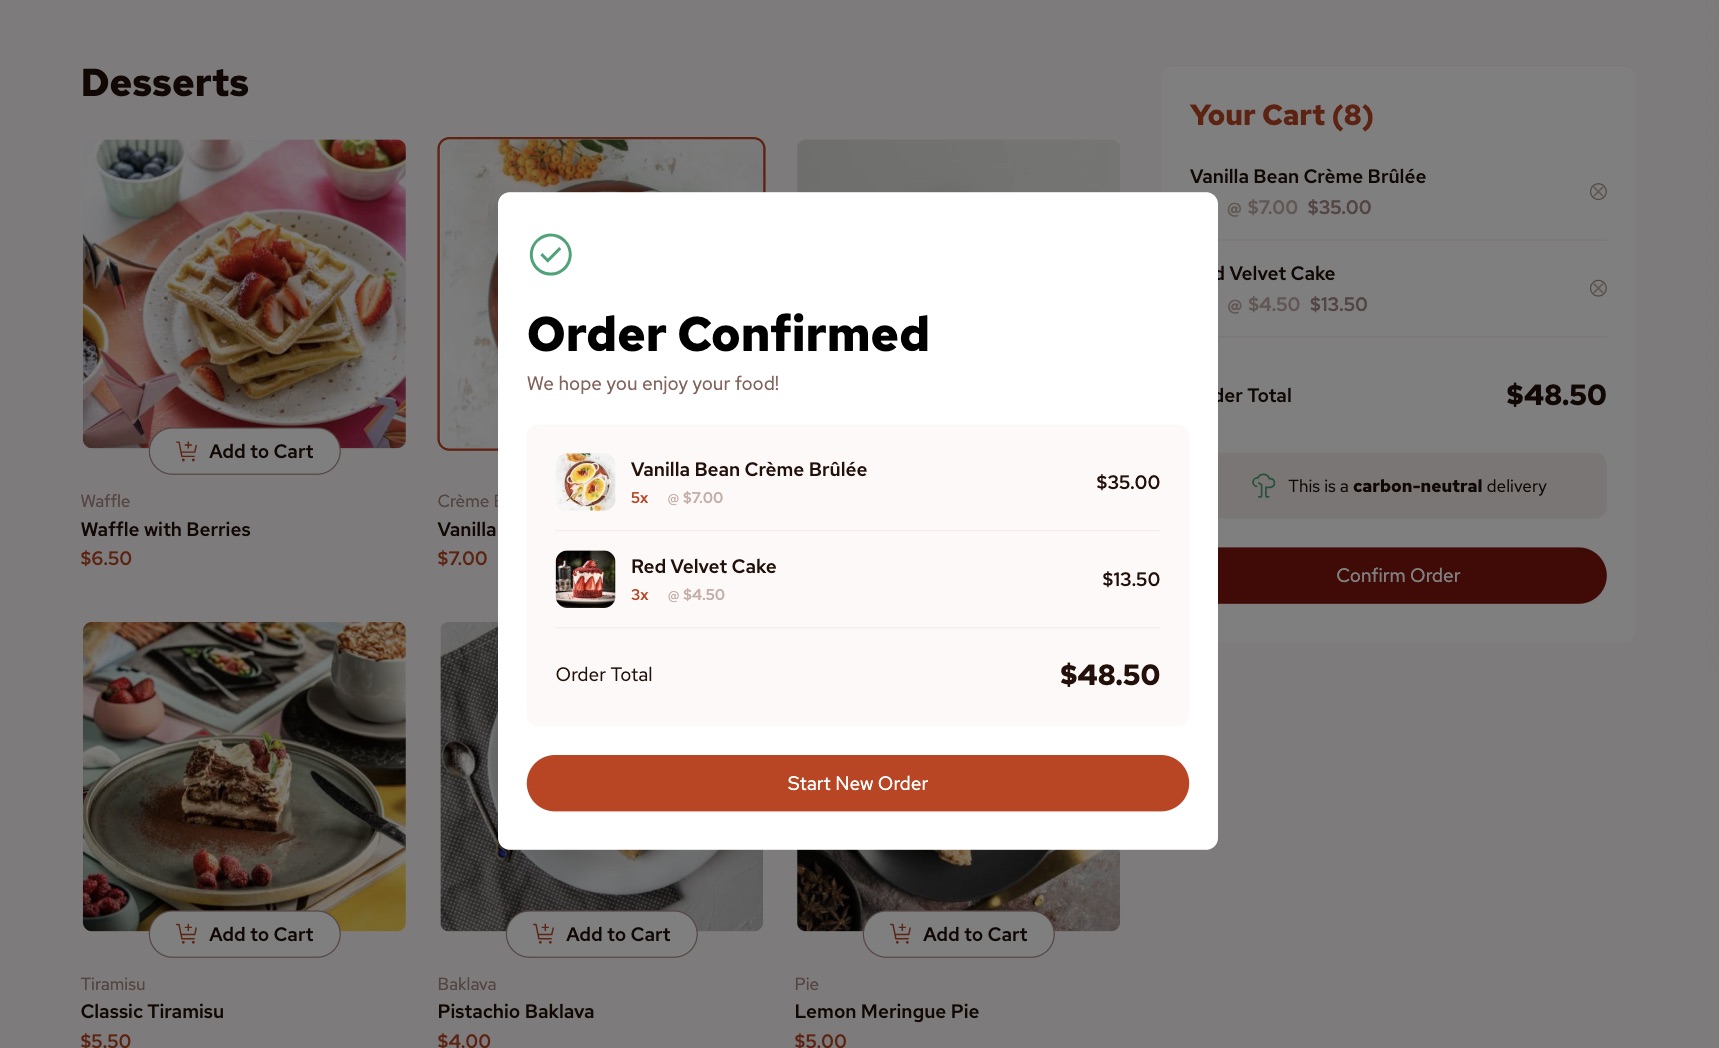 Desserts
Add to Cart
Waffle
Waffle with Berries
$6.50
Crème
Vanilla
$7.00
Add to Cart
Tiramisu
Classic Tiramisu
$5.50
Add to Cart
Baklava
Pistachio Baklava
$4.00
Add to Cart
Pie
Lemon Meringue Pie
$5.00
Your Cart (8)
Vanilla Bean Crème Brûlée
@ $7.00 $35.00
Velvet Cake
@ $4.50 $13.50
Total $48.50
This is a carbon-neutral delivery
Confirm Order
Order Confirmed
We hope you enjoy your food!
Vanilla Bean Crème Brûlée
5x @ $7.00
$35.00
Red Velvet Cake
3x @ $4.50
$13.50
Order Total $48.50
Start New Order